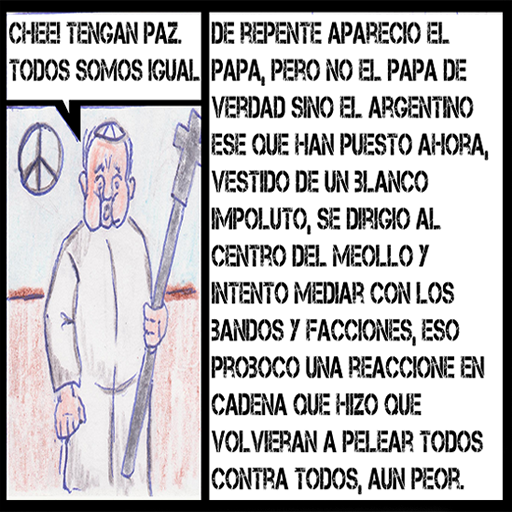 CHEE! TENGAN PAZ.
TODOS SOMOS IGUAL
DE REPENTE APARECIO EL
PAPA, PERO NO EL PAPA DE
VERDAD SINO EL ARGENTINO
ESE QUE HAN PUESTO AHORA,
VESTIDO DE UN BLANCO
IMPOLUTO, SE DIRIGIO AL
CENTRO DEL MEOLLO Y
INTENTO MEDIAR CON LOS
BANDOS Y FACCIONES, ESO
PROBOCO UNA REACCIONE EN
CADENA QUE HIZO QUE
VOLVIERAN A PELEAR TODOS
CONTRA TODOS, AUN PEOR.